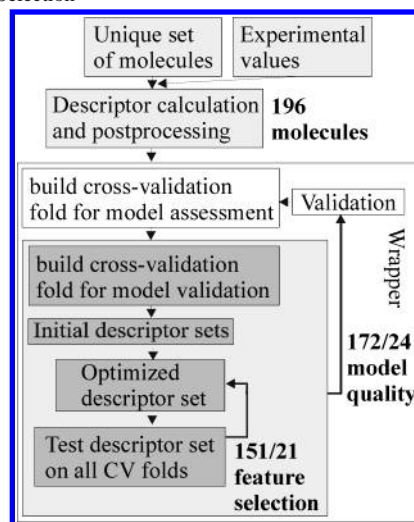 selection
Unique set
of molecules
Experimental
values
Descriptor calculation
and postprocessing
196
molecules
build cross-validation
fold for model assessment
Validation
Wrapper
build cross-validation
fold for model validation
Initial descriptor sets
172/24
model
quality
Optimized
descriptor set
Test descriptor set
on all CV folds
151/21
feature
selection